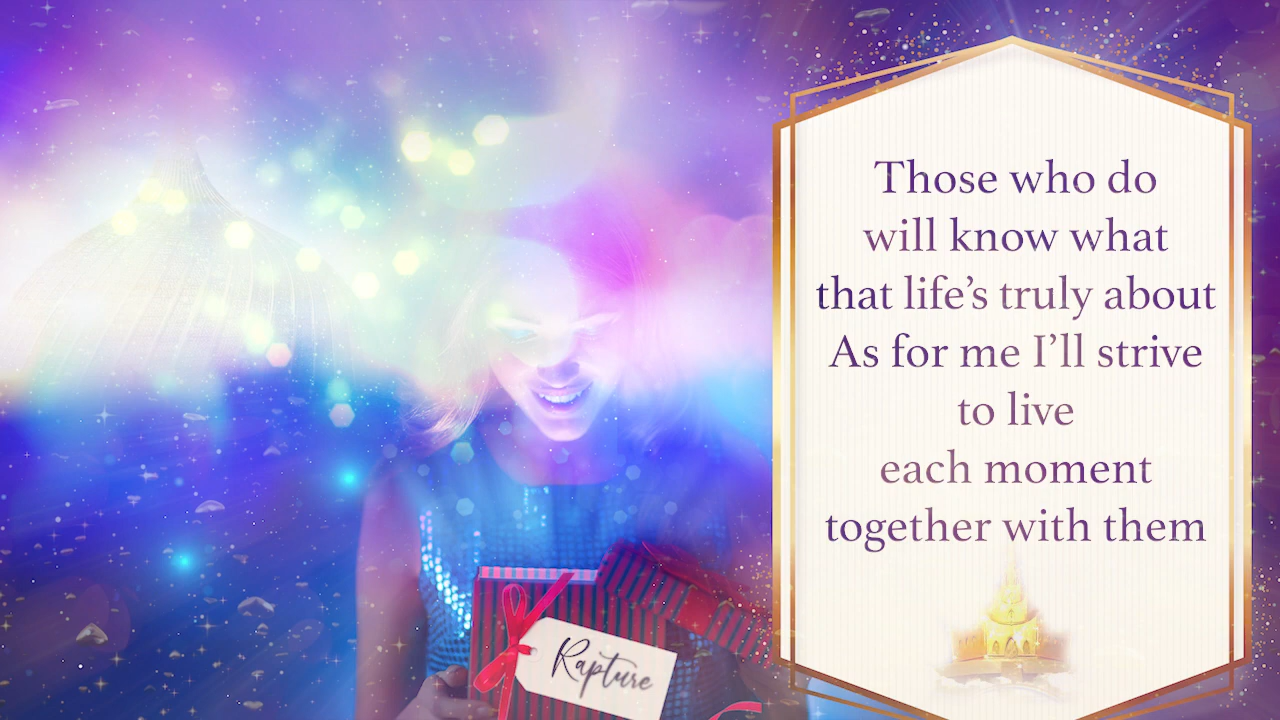 Those who do
will know what
that life’s truly about
As for me I’ll strive
to live
each moment
together with them
Rapture